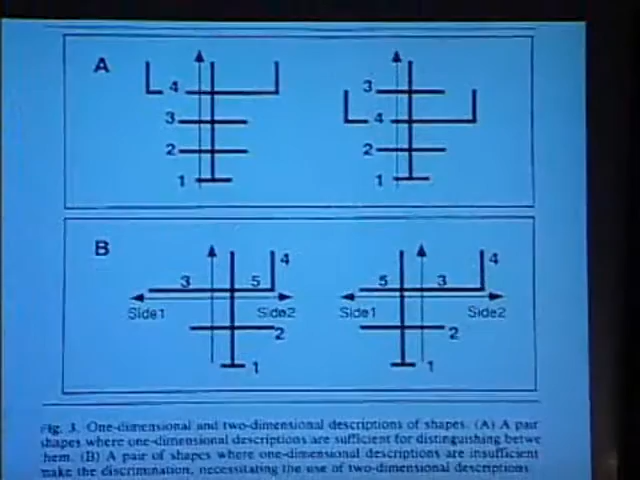 A
4
3
2
1
3
4
2
1
B
3
5
4
Side1
Side2
2
1
5
3
4
Side1
Side2
2
1
Fig. 3. One-dimensional and two-dimensional descriptions of shapes. (A) A pair
shapes where one-dimensional descriptions are sufficient for distinguishing betwe
hem. (B) A pair of shapes where one-dimensional descriptions are insufficient
make the discrimination, necessitating the use of two-dimensional descriptions.